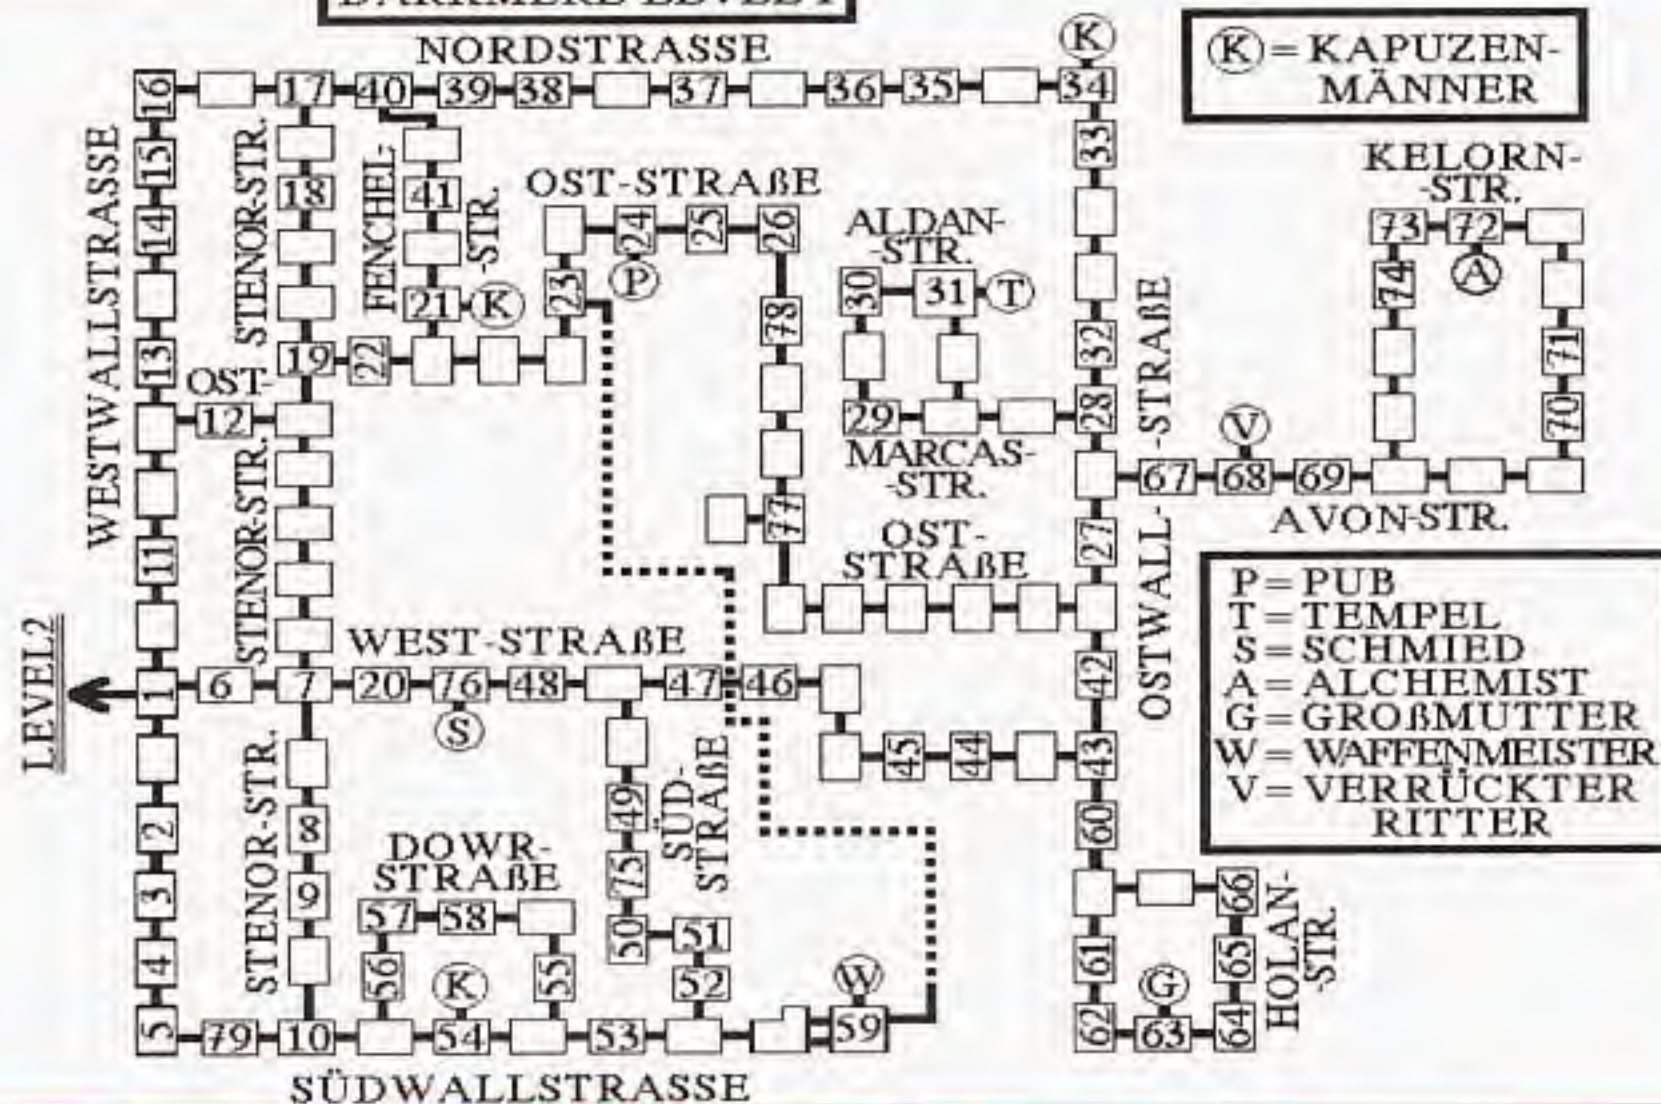 DARKMERE LEVEL 1
NORDSTRASSE
K
K = KAPUZEN-
MÄNNER
16 17 40 39 38 37 36 35 34
WESTWALLSTRASSE
15
14
13
11
STENOR-STR.
18
19
FENCHEL-
-STR.
41
21 K
22
OST-STRAßE
23 24 25 26
P
78
77
ALDAN-
-STR.
30 31 T
29
MARCAS-
-STR.
33
32
28
27
OSTWALL-
-STRAßE
KELORN-
-STR.
73 72
A
74
71
70
V
67 68 69
AVON-STR.
OST-
12
STENOR-STR.
OST-
STRAßE
P = PUB
T = TEMPEL
S = SCHMIED
A = ALCHEMIST
G = GROßMUTTER
W = WAFFENMEISTER
V = VERRÜCKTER
RITTER
LEVEL2
WEST-STRAßE
1 6 7 20 76 48 47 46
S
42
45 44 43
60
2
3
4
5
STENOR-STR.
8
9
DOWR-
STRAßE
57 58
56 55
K
SÜD-
STRAßE
49
75
50 51
52
W
79 10 54 53 59
66
61 65
G
62 63 64
HOLAN-
-STR.
SÜDWALLSTRASSE